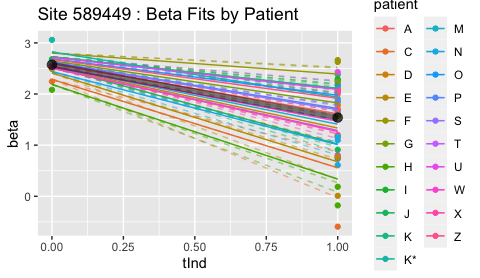 Site 589449 : Beta Fits by Patient
patient
beta
3
2
1
0
0.00 0.25 0.50 0.75 1.00
tInd
A M
C N
D O
E P
F S
G T
H U
I W
J X
K Z
K*